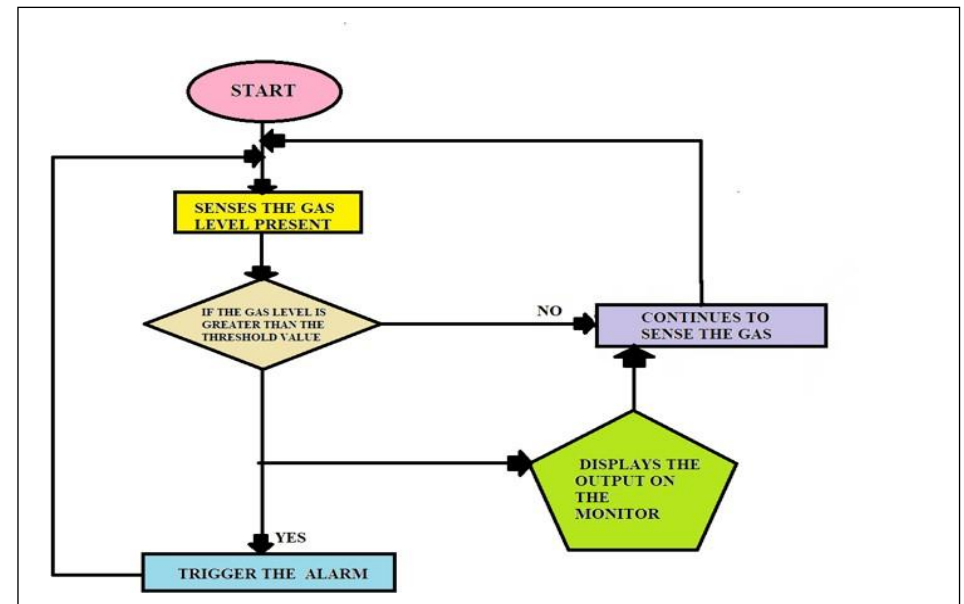 START
SENSES THE GAS
LEVEL PRESENT
IF THE GAS LEVEL IS
GREATER THAN THE
THRESHOLD VALUE
NO
CONTINUES TO
SENSE THE GAS
DISPLAYS THE
OUTPUT ON
THE
MONITOR
YES
TRIGGER THE ALARM